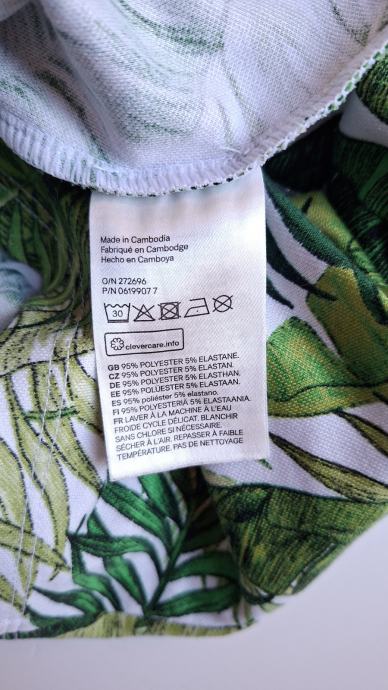 Made in Cambodia
Fabriqué en Cambodge
Hecho en Camboya
O/N 272696
P/N 0619907 7
30
clevercare.info
GB 95% POLYESTER 5% ELASTANE.
CZ 95% POLYESTER 5% ELASTAN.
DE 95% POLYESTER 5% ELASTHAN.
EE 95% POLÜESTER 5% ELASTAAN.
ES 95% poliéster 5% elastano.
FI 95% POLYESTERIÄ 5% ELASTAANIA.
FR LAVER À LA MACHINE À L'EAU
FROIDE CYCLE DÉLICAT. BLANCHIR
SANS CHLORE SI NÉCESSAIRE.
SÉCHER À L'AIR. REPASSER À FAIBLE
TEMPÉRATURE. PAS DE NETTOYAGE